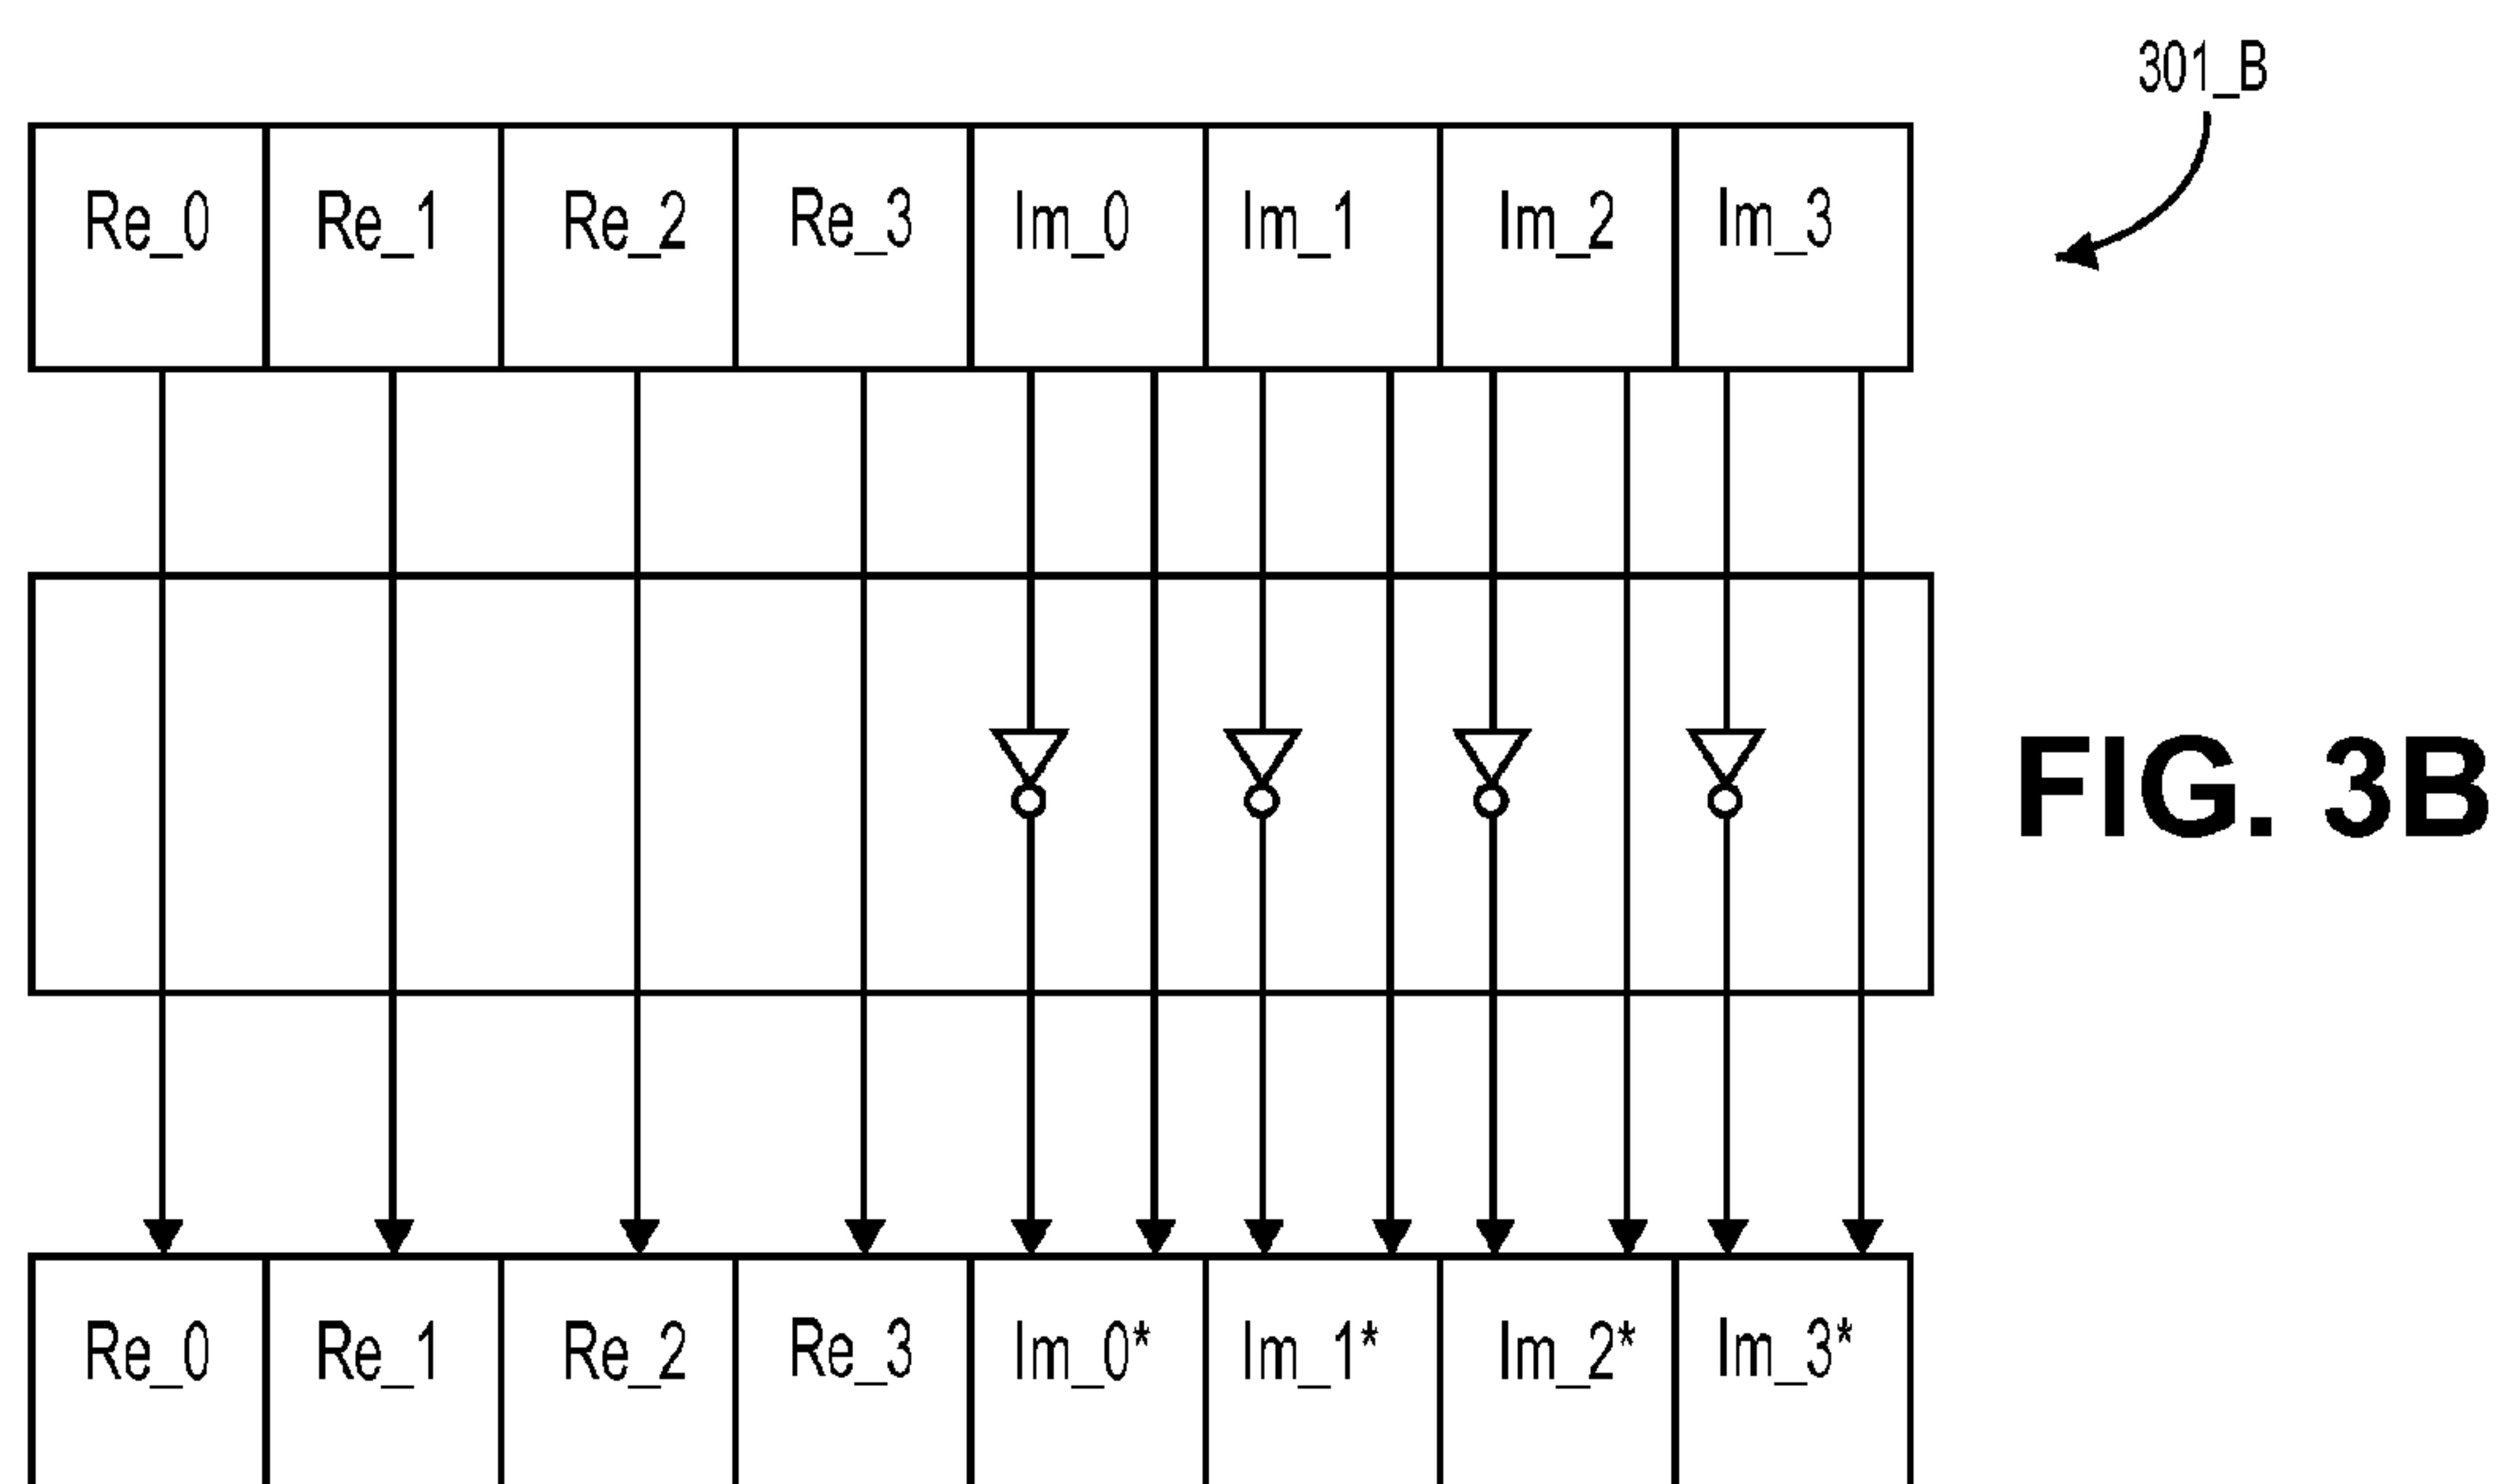 301_B
Re_0 Re_1 Re_2 Re_3 Im_0 Im_1 Im_2 Im_3
FIG. 3B
Re_0 Re_1 Re_2 Re_3 Im_0* Im_1* Im_2* Im_3*